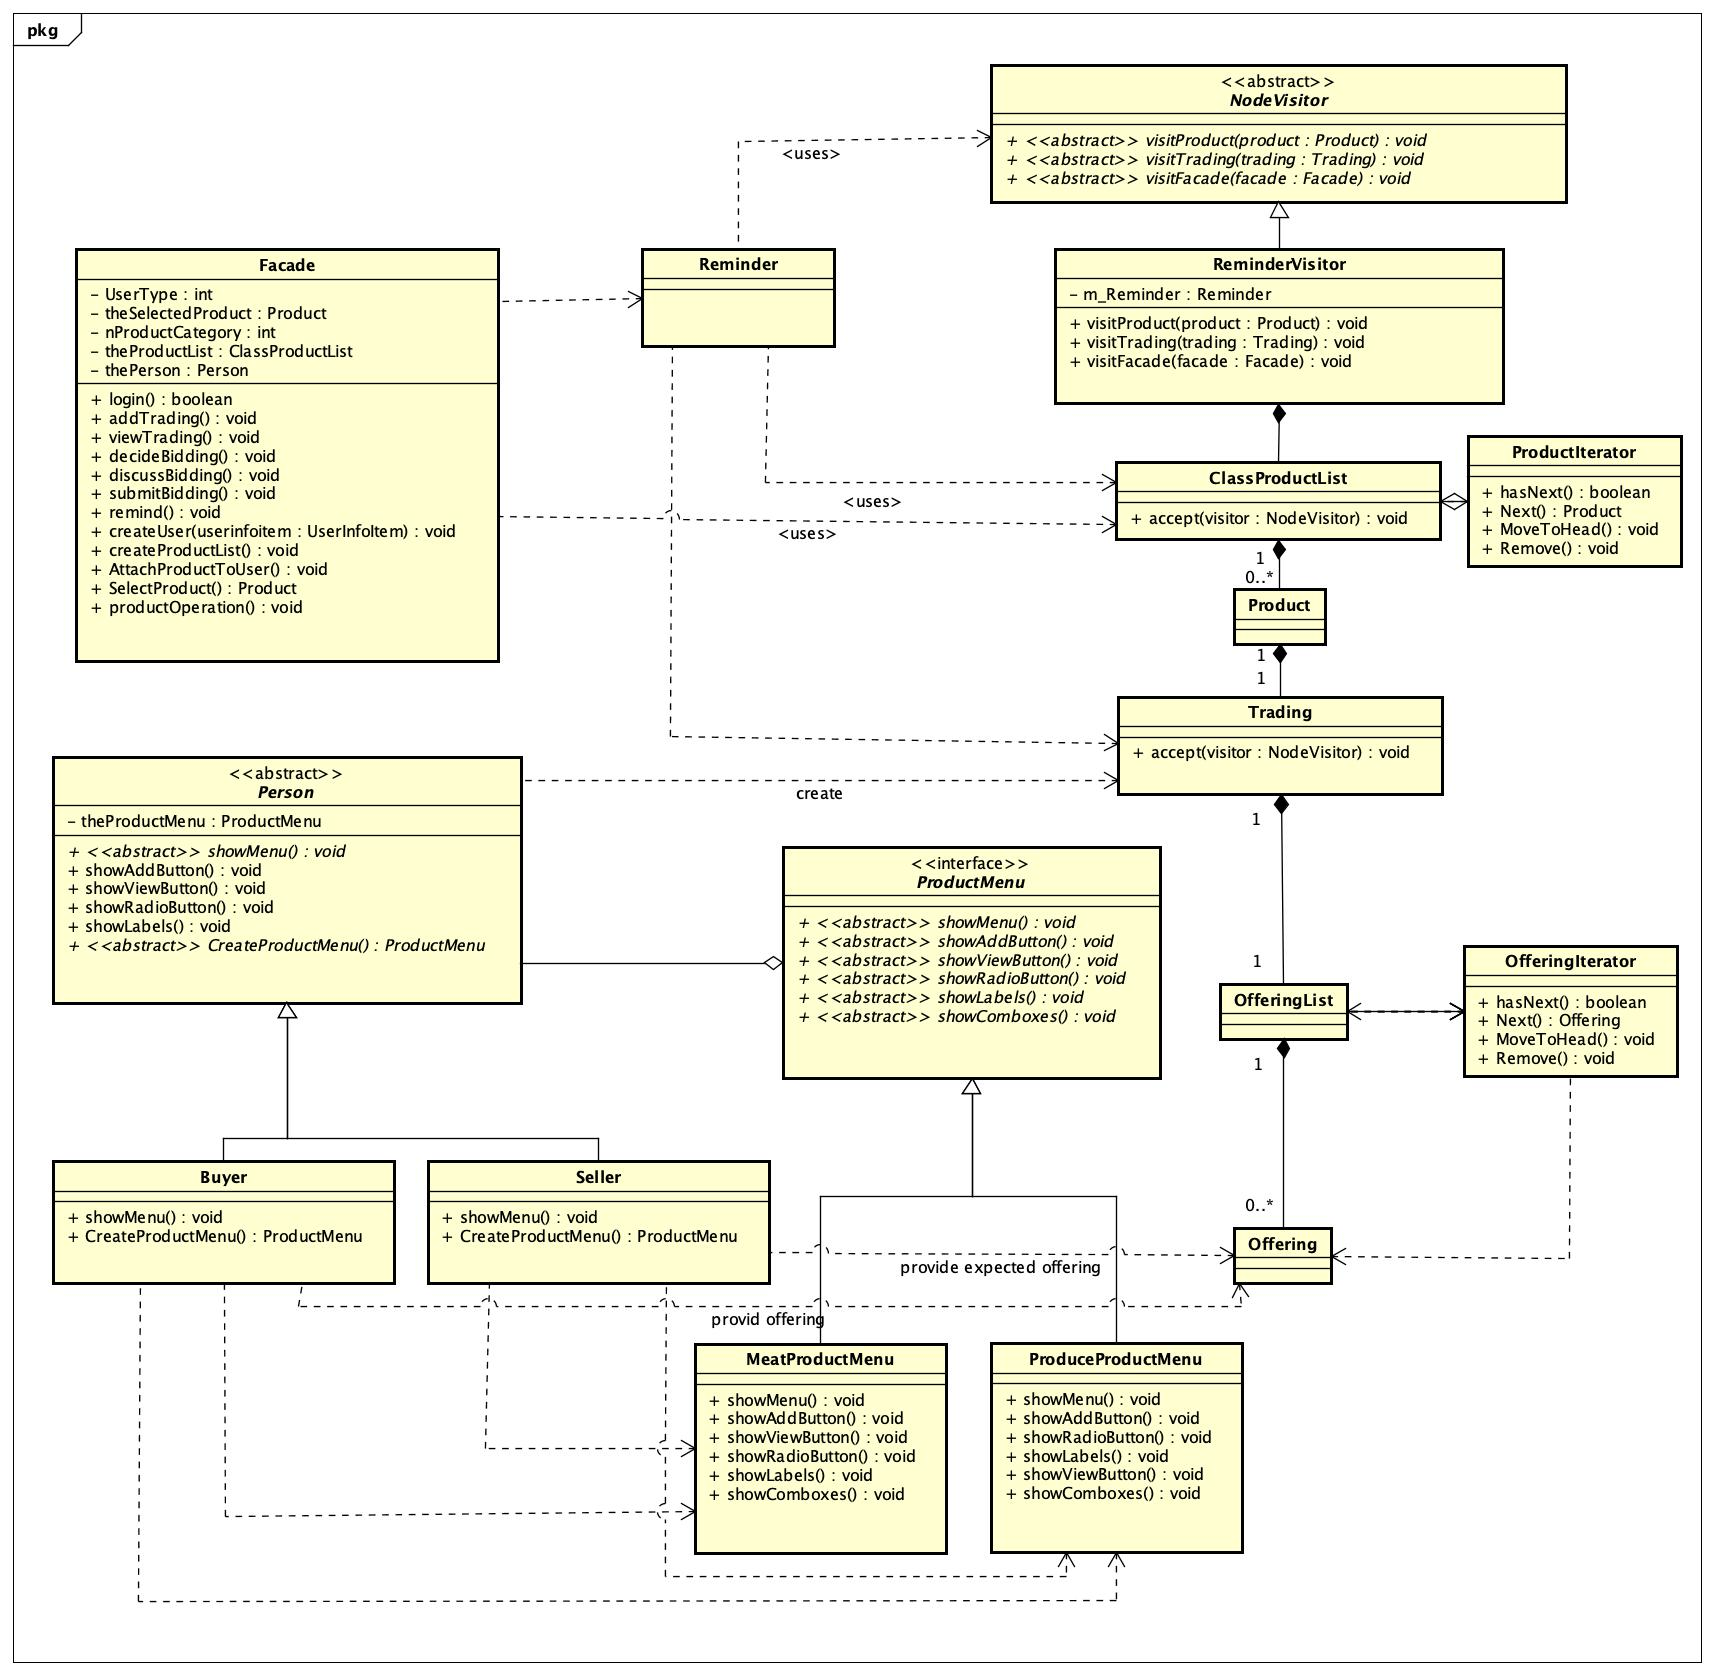 pkg
<<abstract>>
NodeVisitor
+ <<abstract>> visitProduct(product : Product) : void
+ <<abstract>> visitTrading(trading : Trading) : void
+ <<abstract>> visitFacade(facade : Facade) : void
<uses>
Facade
– UserType : int
– theSelectedProduct : Product
– nProductCategory : int
– theProductList : ClassProductList
– thePerson : Person
+ login() : boolean
+ addTrading() : void
+ viewTrading() : void
+ decideBidding() : void
+ discussBidding() : void
+ submitBidding() : void
+ remind() : void
+ createUser(userinfoitem : UserInfoItem) : void
+ createProductList() : void
+ AttachProductToUser() : void
+ SelectProduct() : Product
+ productOperation() : void
Reminder
ReminderVisitor
– m_Reminder : Reminder
+ visitProduct(product : Product) : void
+ visitTrading(trading : Trading) : void
+ visitFacade(facade : Facade) : void
ClassProductList
+ accept(visitor : NodeVisitor) : void
ProductIterator
+ hasNext() : boolean
+ Next() : Product
+ MoveToHead() : void
+ Remove() : void
<uses>
<uses>
1
0..*
Product
1
1
Trading
+ accept(visitor : NodeVisitor) : void
<<abstract>>
Person
– theProductMenu : ProductMenu
+ <<abstract>> showMenu() : void
+ showAddButton() : void
+ showViewButton() : void
+ showRadioButton() : void
+ showLabels() : void
+ <<abstract>> CreateProductMenu() : ProductMenu
create
1
<<interface>>
ProductMenu
+ <<abstract>> showMenu() : void
+ <<abstract>> showAddButton() : void
+ <<abstract>> showViewButton() : void
+ <<abstract>> showRadioButton() : void
+ <<abstract>> showLabels() : void
+ <<abstract>> showComboxes() : void
1
OfferingList
OfferingIterator
+ hasNext() : boolean
+ Next() : Offering
+ MoveToHead() : void
+ Remove() : void
1
0..*
Buyer
+ showMenu() : void
+ CreateProductMenu() : ProductMenu
Seller
+ showMenu() : void
+ CreateProductMenu() : ProductMenu
Offering
provide expected offering
provid offering
MeatProductMenu
+ showMenu() : void
+ showAddButton() : void
+ showViewButton() : void
+ showRadioButton() : void
+ showLabels() : void
+ showComboxes() : void
ProduceProductMenu
+ showMenu() : void
+ showAddButton() : void
+ showRadioButton() : void
+ showLabels() : void
+ showViewButton() : void
+ showComboxes() : void